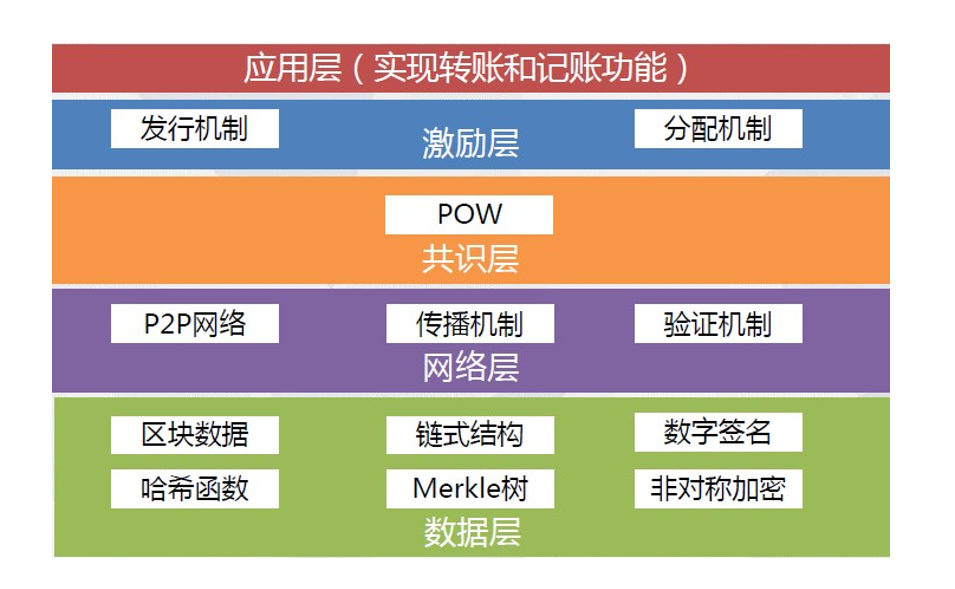 应用层（实现转账和记账功能）
发行机制
激励层
分配机制
POW
共识层
P2P网络
传播机制
验证机制
网络层
区块数据
链式结构
数字签名
哈希函数
Merkle树
非对称加密
数据层